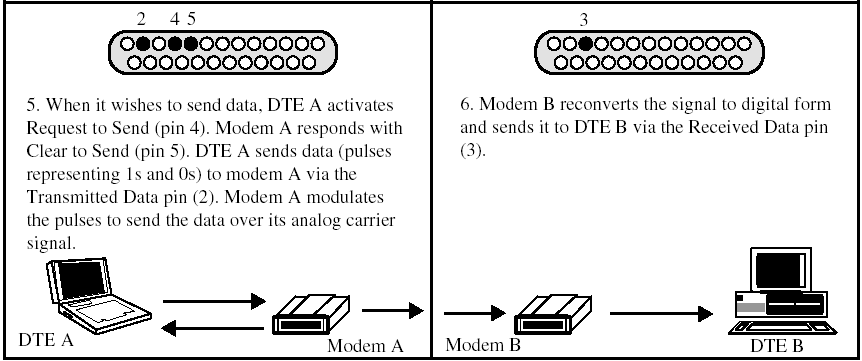 2 4 5
5. When it wishes to send data, DTE A activates
Request to Send (pin 4). Modem A responds with
Clear to Send (pin 5). DTE A sends data (pulses
representing 1s and 0s) to modem A via the
Transmitted Data pin (2). Modem A modulates
the pulses to send the data over its analog carrier
signal.
DTE A
Modem A
3
6. Modem B reconverts the signal to digital form
and sends it to DTE B via the Received Data pin
(3).
Modem B
DTE B